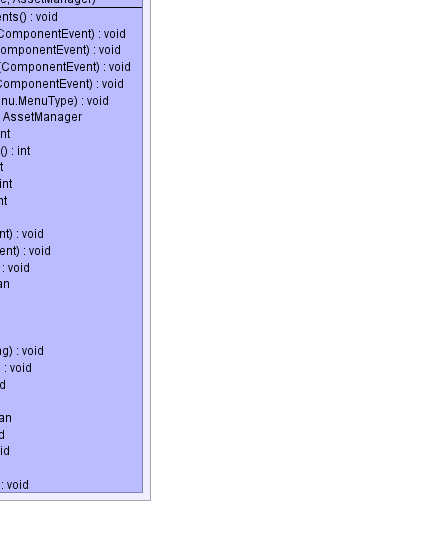 e, AssetManager)
ents() : void
ComponentEvent) : void
omponentEvent) : void
(ComponentEvent) : void
ComponentEvent) : void
nu.MenuType) : void
AssetManager
nt
() : int
t
int
nt
nt) : void
ent) : void
: void
an
ng) : void
) : void
d
an
d
id
: void